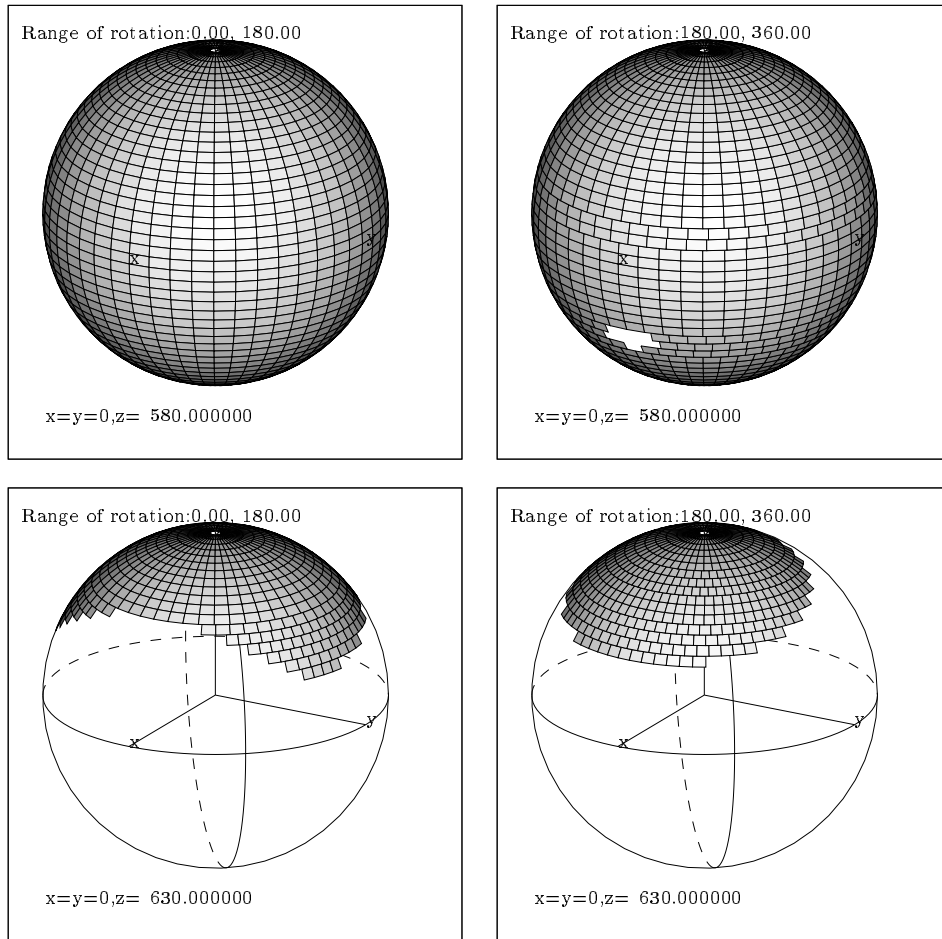 Range of rotation:0.00, 180.00
x
y
x=y=0,z= 580.000000
Range of rotation:180.00, 360.00
x
y
x=y=0,z= 580.000000
Range of rotation:0.00, 180.00
x
y
x=y=0,z= 630.000000
Range of rotation:180.00, 360.00
x
y
x=y=0,z= 630.000000